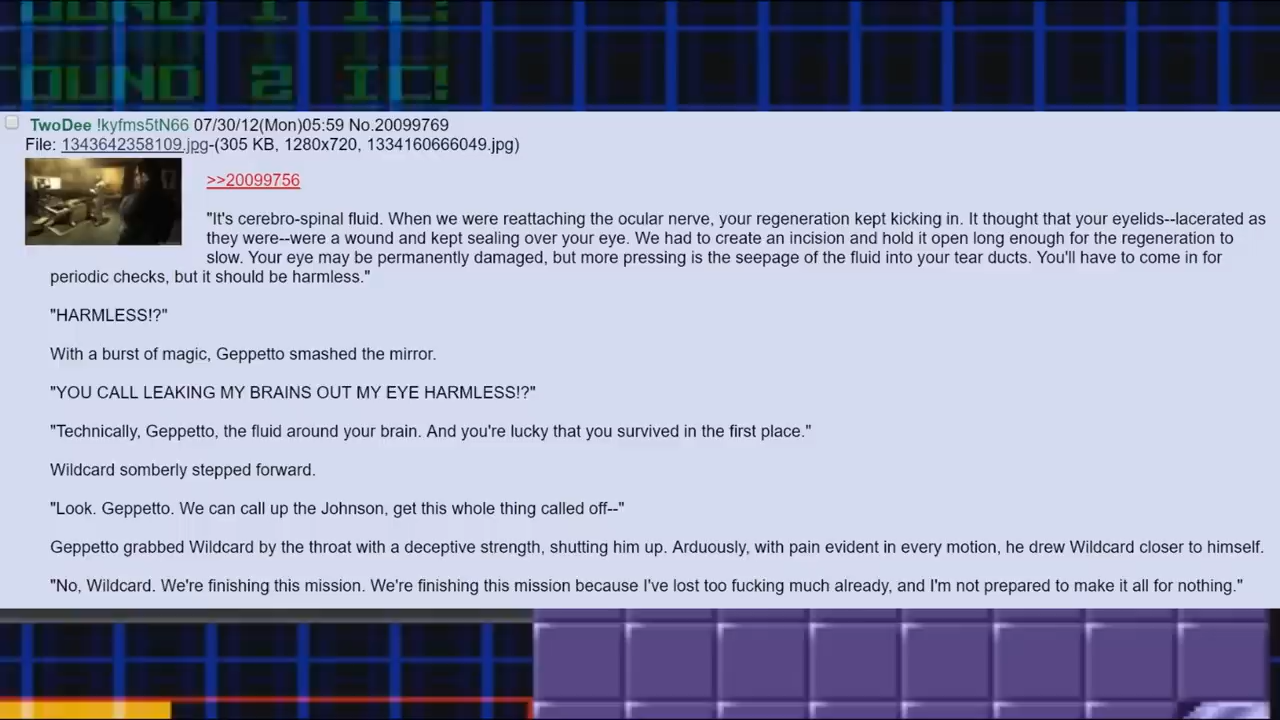 OUND 1 IC!
OUND 2 IC!
TwoDee !kyfms5tN66 07/30/12(Mon)05:59 No.20099769
File: 1343642358109.jpg-(305 KB, 1280x720, 1334160666049.jpg)
>>20099756
"It's cerebro-spinal fluid. When we were reattaching the ocular nerve, your regeneration kept kicking in. It thought that your eyelids--lacerated as
they were--were a wound and kept sealing over your eye. We had to create an incision and hold it open long enough for the regeneration to
slow. Your eye may be permanently damaged, but more pressing is the seepage of the fluid into your tear ducts. You'll have to come in for
periodic checks, but it should be harmless."
"HARMLESS!?"
With a burst of magic, Geppetto smashed the mirror.
"YOU CALL LEAKING MY BRAINS OUT MY EYE HARMLESS!?"
"Technically, Geppetto, the fluid around your brain. And you're lucky that you survived in the first place."
Wildcard somberly stepped forward.
"Look. Geppetto. We can call up the Johnson, get this whole thing called off--"
Geppetto grabbed Wildcard by the throat with a deceptive strength, shutting him up. Arduously, with pain evident in every motion, he drew Wildcard closer to himself.
"No, Wildcard. We're finishing this mission. We're finishing this mission because I've lost too fucking much already, and I'm not prepared to make it all for nothing."